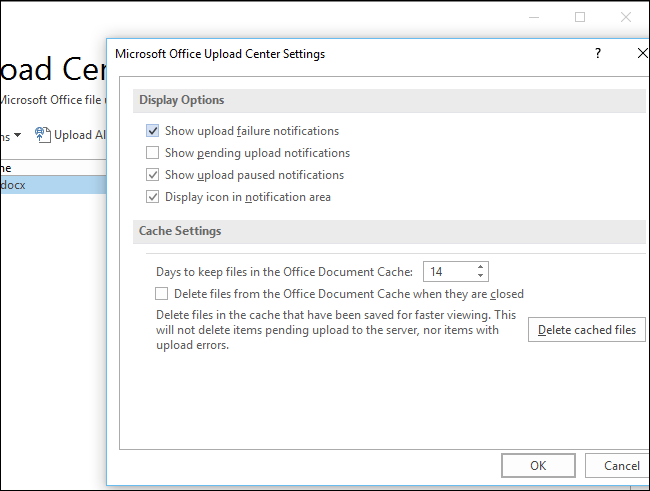 Microsoft Office Upload Center Settings ?
oad Cer
Microsoft Office file
Display Options
Show upload failure notifications
ns Upload Al
Show pending upload notifications
ne
Show upload paused notifications
docx
Display icon in notification area
Cache Settings
Days to keep files in the Office Document Cache: 14
Delete files from the Office Document Cache when they are closed
Delete files in the cache that have been saved for faster viewing. This
will not delete items pending upload to the server, nor items with
upload errors.
Delete cached files
OK Cancel